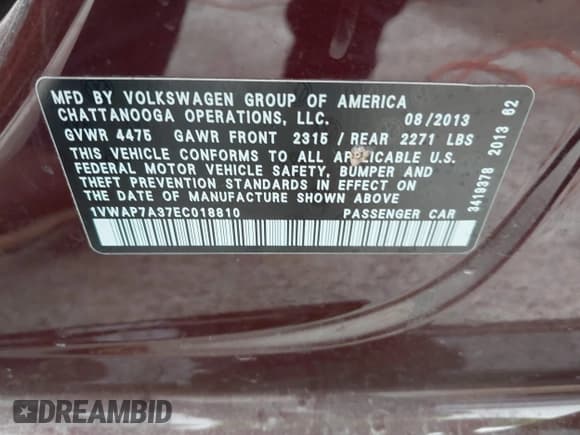 MFD BY VOLKSWAGEN GROUP OF AMERICA
CHATTANOOGA OPERATIONS, LLC. 08/2013
GVWR 4475 GAWR FRONT 2315 / REAR 2271 LBS
THIS VEHICLE CONFORMS TO ALL APPLICABLE U.S.
FEDERAL MOTOR VEHICLE SAFETY, BUMPER AND
THEFT PREVENTION STANDARDS IN EFFECT ON
THE DATE OF MANUFACTURE SHOWN ABOVE
1VWAP7A37EC018810 PASSENGER CAR
3419378 2013 62
DREAMBID